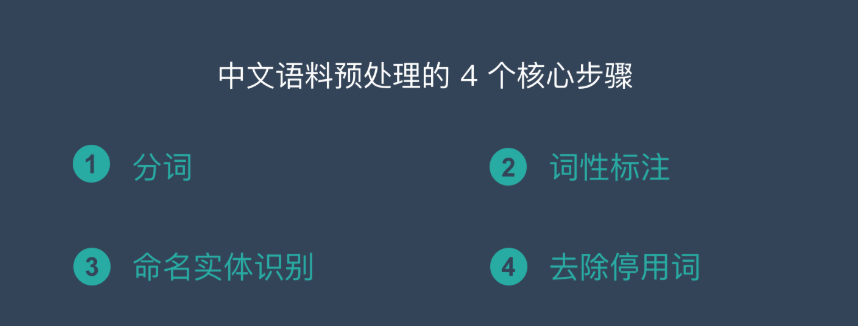 中文语料预处理的 4 个核心步骤
1 分词
2 词性标注
3 命名实体识别
4 去除停用词